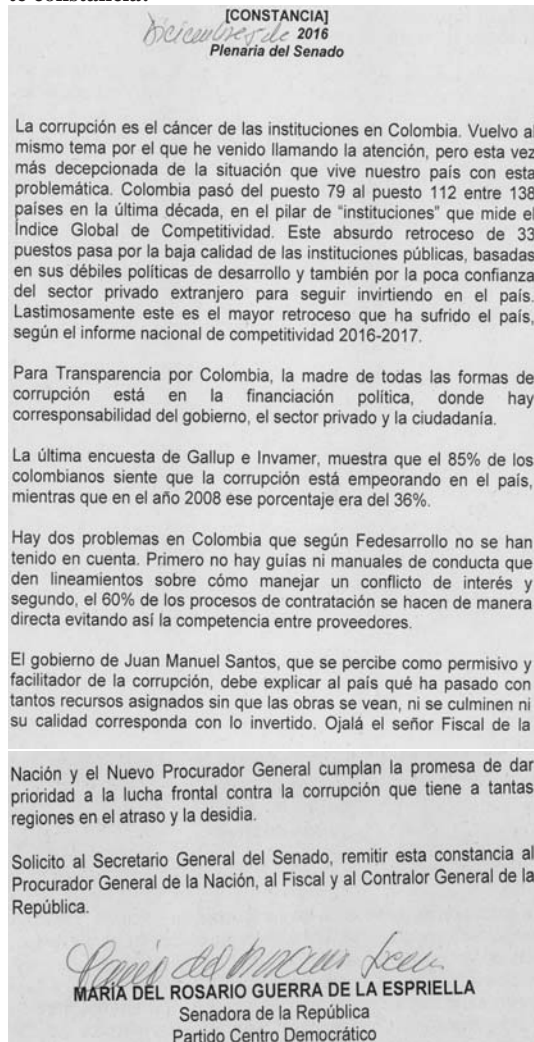 te constancia:
[CONSTANCIA]
Diciembre de 2016
Plenaria del Senado
La corrupción es el cáncer de las instituciones en Colombia. Vuelvo al
mismo tema por el que he venido llamando la atención, pero esta vez
más decepcionada de la situación que vive nuestro país con esta
problemática. Colombia pasó del puesto 79 al puesto 112 entre 138
países en la última década, en el pilar de “instituciones” que mide el
Índice Global de Competitividad. Este absurdo retroceso de 33
puestos pasa por la baja calidad de las instituciones públicas, basadas
en sus débiles políticas de desarrollo y también por la poca confianza
del sector privado extranjero para seguir invirtiendo en el país.
Lastimosamente este es el mayor retroceso que ha sufrido el país,
según el informe nacional de competitividad 2016-2017.
Para Transparencia por Colombia, la madre de todas las formas de
corrupción está en la financiación política, donde hay
corresponsabilidad del gobierno, el sector privado y la ciudadanía.
La última encuesta de Gallup e Invamer, muestra que el 85% de los
colombianos siente que la corrupción está empeorando en el país,
mientras que en el año 2008 ese porcentaje era del 36%.
Hay dos problemas en Colombia que según Fedesarrollo no se han
tenido en cuenta. Primero no hay guías ni manuales de conducta que
den lineamientos sobre cómo manejar un conflicto de interés y
segundo, el 60% de los procesos de contratación se hacen de manera
directa evitando así la competencia entre proveedores.
El gobierno de Juan Manuel Santos, que se percibe como permisivo y
facilitador de la corrupción, debe explicar al país qué ha pasado con
tantos recursos asignados sin que las obras se vean, ni se culminen ni
su calidad corresponda con lo invertido. Ojalá el señor Fiscal de la
Nación y el Nuevo Procurador General cumplan la promesa de dar
prioridad a la lucha frontal contra la corrupción que tiene a tantas
regiones en el atraso y la desidia.
Solicito al Secretario General del Senado, remitir esta constancia al
Procurador General de la Nación, al Fiscal y al Contralor General de la
República.
MARÍA DEL ROSARIO GUERRA DE LA ESPRIELLA
Senadora de la República
Partido Centro Democrático